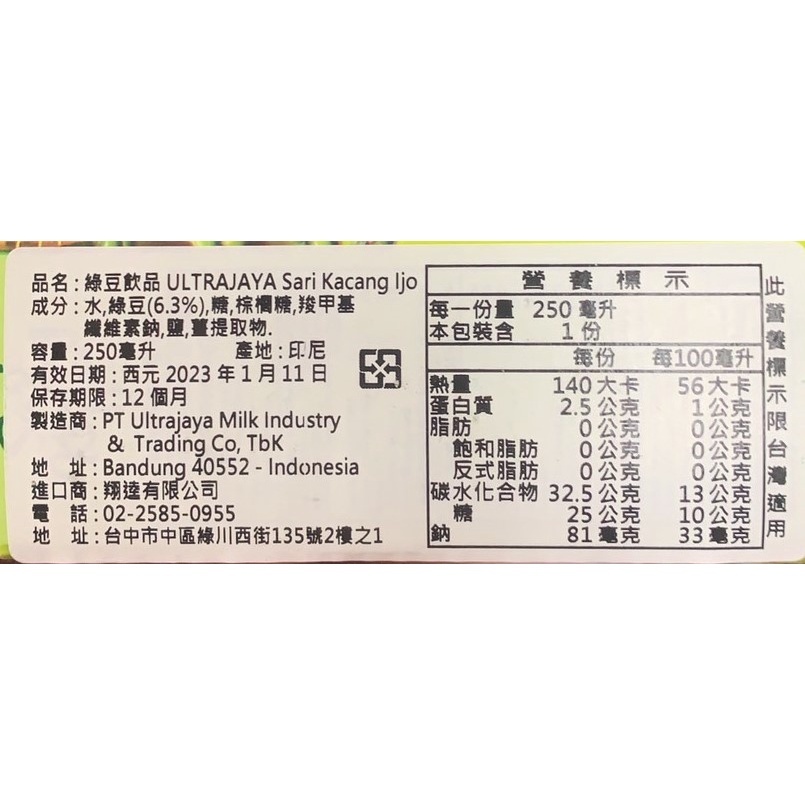 品名：綠豆飲品 ULTRAJAYA Sari Kacang Ijo
成分：水,綠豆(6.3%),糖,棕櫚糖,羧甲基
纖維素鈉,鹽,薑提取物.
容量：250毫升 產地：印尼
有效日期：西元 2023 年 1 月 11 日
保存期限：12 個月
製造商：PT Ultrajaya Milk Industry
& Trading Co, TbK
地 址：Bandung 40552 - Indonesia
進口商：翔達有限公司
電 話：02-2585-0955
地 址：台中市中區綠川西街135號2樓之1
營養標示
每一份量 250 毫升
本包裝含 1 份
每份 每100毫升
熱量 140 大卡 56 大卡
蛋白質 2.5 公克 1 公克
脂肪 0 公克 0 公克
飽和脂肪 0 公克 0 公克
反式脂肪 0 公克 0 公克
碳水化合物 32.5 公克 13 公克
糖 25 公克 10 公克
鈉 81 毫克 33 毫克
此營養標示限台灣適用